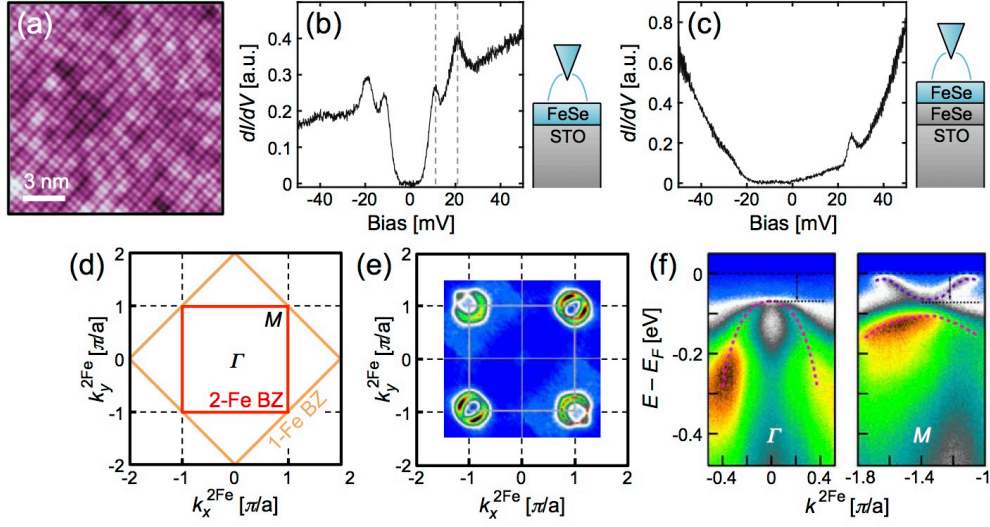 (a)
3 nm
(b)
dI/dV [a.u.]
0.4
0.3
0.2
0.1
0
-40 -20 0 20 40
Bias [mV]
FeSe
STO
(c)
dI/dV [a.u.]
0.8
0.6
0.4
0.2
0
-40 -20 0 20 40
Bias [mV]
FeSe
FeSe
STO
(d)
k_y^2Fe [π/a]
2
1
0
-1
-2
M
Γ
2-Fe BZ
1-Fe BZ
-2 -1 0 1 2
k_x^2Fe [π/a]
(e)
k_y^2Fe [π/a]
2
1
0
-1
-2
-2 -1 0 1 2
k_x^2Fe [π/a]
(f)
E – E_F [eV]
0
-0.2
-0.4
Γ
M
-0.4 0 0.4
-1.8 -1.4 -1
k^2Fe [π/a]